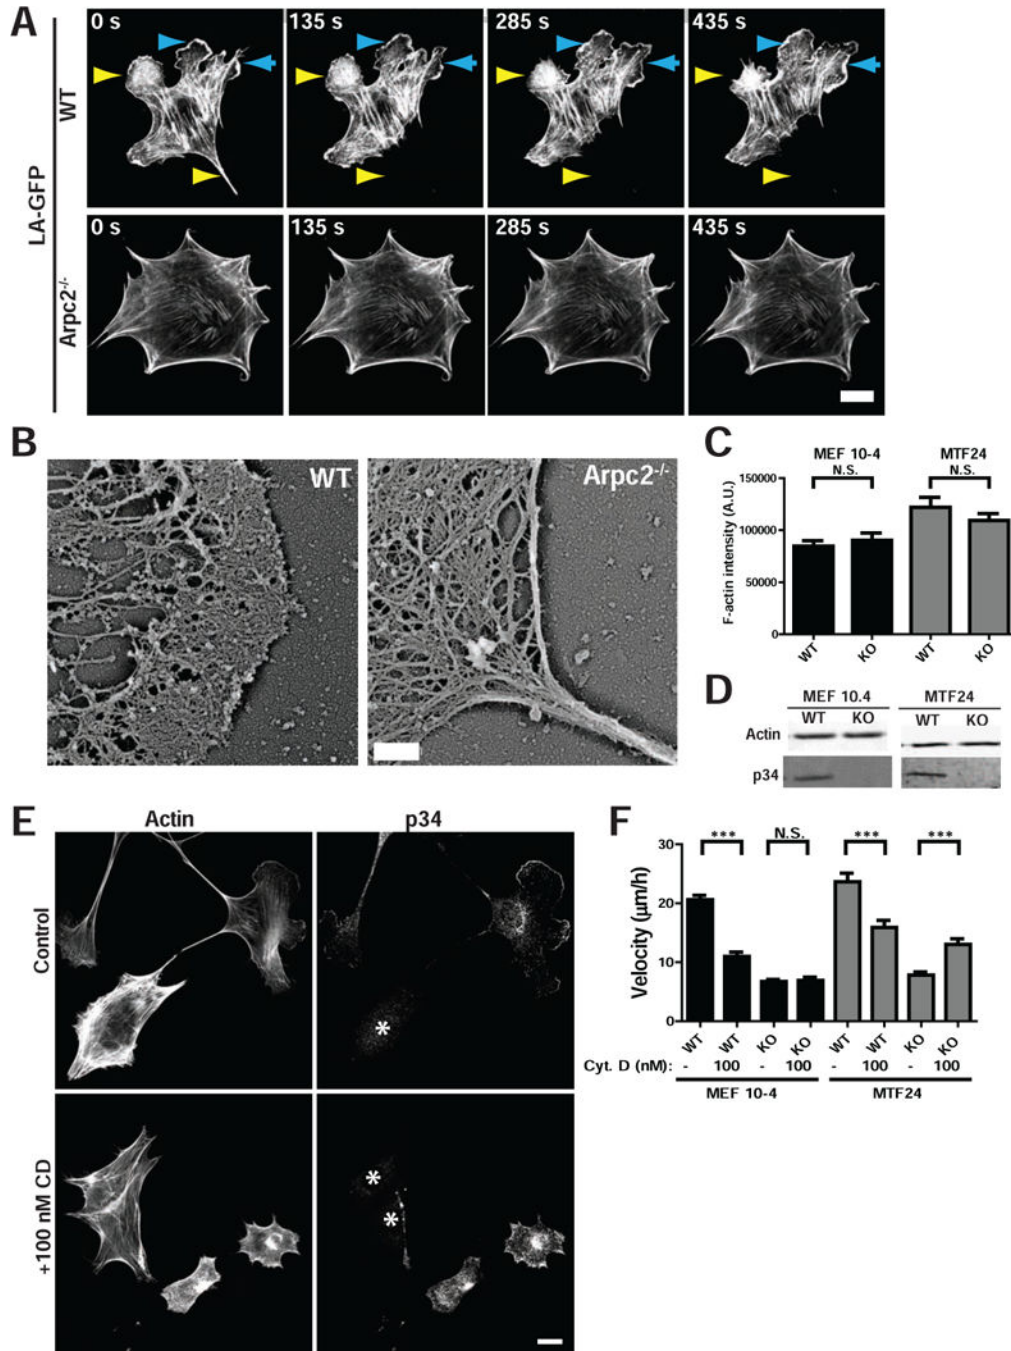 A
0 s
135 s
285 s
435 s
WT
LA-GFP
0 s
135 s
285 s
435 s
Arpc2-/-
B
WT
Arpc2-/-
C
MEF 10-4
MTF24
N.S.
N.S.
F-actin intensity (A.U.)
150000
100000
50000
0
WT
KO
WT
KO
D
MEF 10.4
MTF24
WT
KO
WT
KO
Actin
p34
E
Actin
p34
Control
*
+100 nM CD
*
*
F
***
N.S.
***
***
Velocity (µm/h)
30
20
10
0
WT
WT
KO
KO
WT
WT
KO
KO
Cyt. D (nM): - 100 - 100 - 100 - 100
MEF 10-4
MTF24